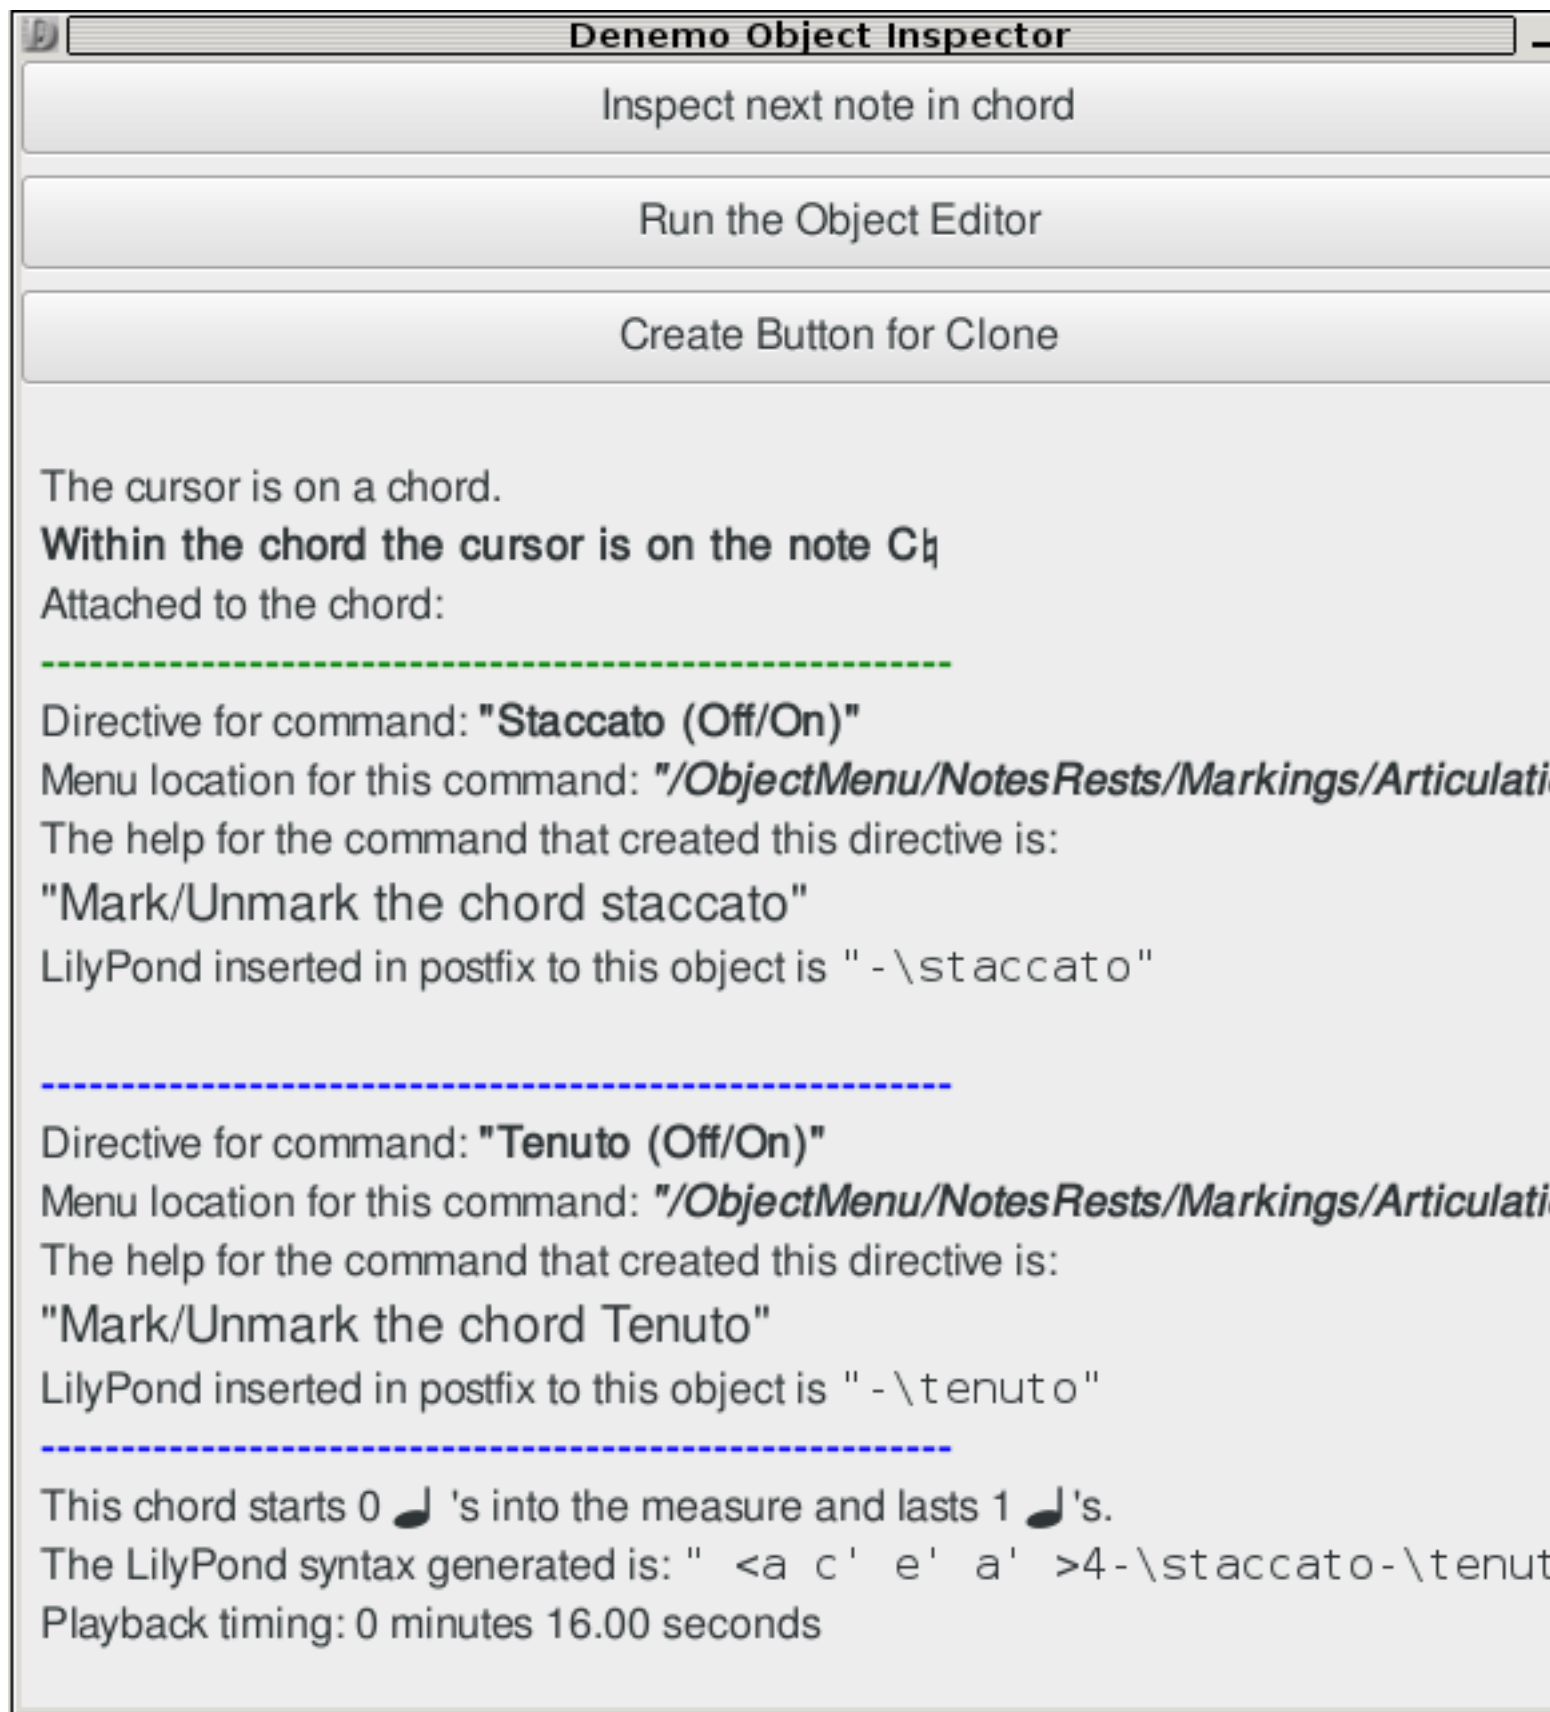 Denemo Object Inspector
Inspect next note in chord
Run the Object Editor
Create Button for Clone
The cursor is on a chord.
Within the chord the cursor is on the note C♮
Attached to the chord:
---------------------------------------------------------
Directive for command: "Staccato (Off/On)"
Menu location for this command: "/ObjectMenu/NotesRests/Markings/Articulati
The help for the command that created this directive is:
"Mark/Unmark the chord staccato"
LilyPond inserted in postfix to this object is "-\staccato"
---------------------------------------------------------
Directive for command: "Tenuto (Off/On)"
Menu location for this command: "/ObjectMenu/NotesRests/Markings/Articulati
The help for the command that created this directive is:
"Mark/Unmark the chord Tenuto"
LilyPond inserted in postfix to this object is "-\tenuto"
---------------------------------------------------------
This chord starts 0 ♩ 's into the measure and lasts 1 ♩'s.
The LilyPond syntax generated is: " <a c' e' a' >4-\staccato-\tenut
Playback timing: 0 minutes 16.00 seconds